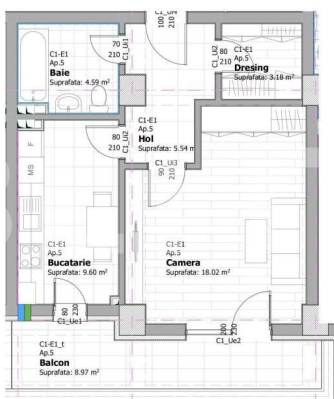 C1-E1
Ap.5
Baie
Suprafata: 4.59 m²
70
210
C1_Ui1
100
210
80
210
C1_Ui2
C1-E1
Ap.5
Dresing
Suprafata: 3.18 m²
C1-E1
Ap.5
Hol
Suprafata: 5.54 m
80
210
C1_Ui2
C1_Ui3
90
210
F
MS
C1-E1
Ap.5
Bucatarie
Suprafata: 9.60 m²
C1-E1
Ap.5
Camera
Suprafata: 18.02 m²
80
230
C1_Ue1
200
230
C1_Ue2
C1-E1_t
Ap.5
Balcon
Suprafata: 8.97 m²